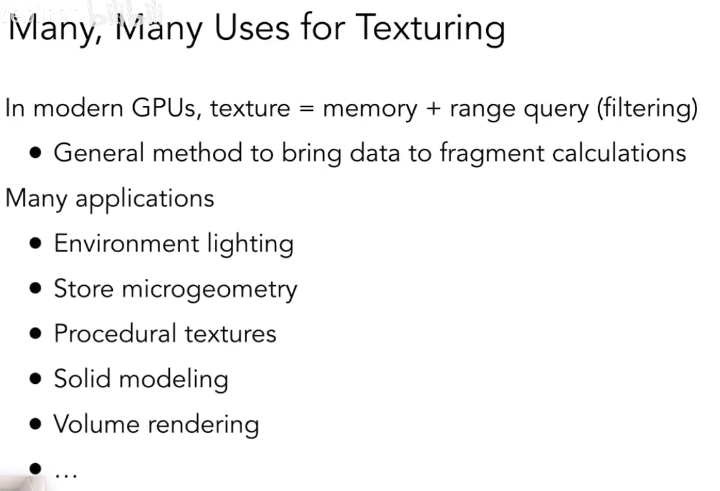 Many, Many Uses for Texturing
In modern GPUs, texture = memory + range query (filtering)
• General method to bring data to fragment calculations
Many applications
• Environment lighting
• Store microgeometry
• Procedural textures
• Solid modeling
• Volume rendering
• …